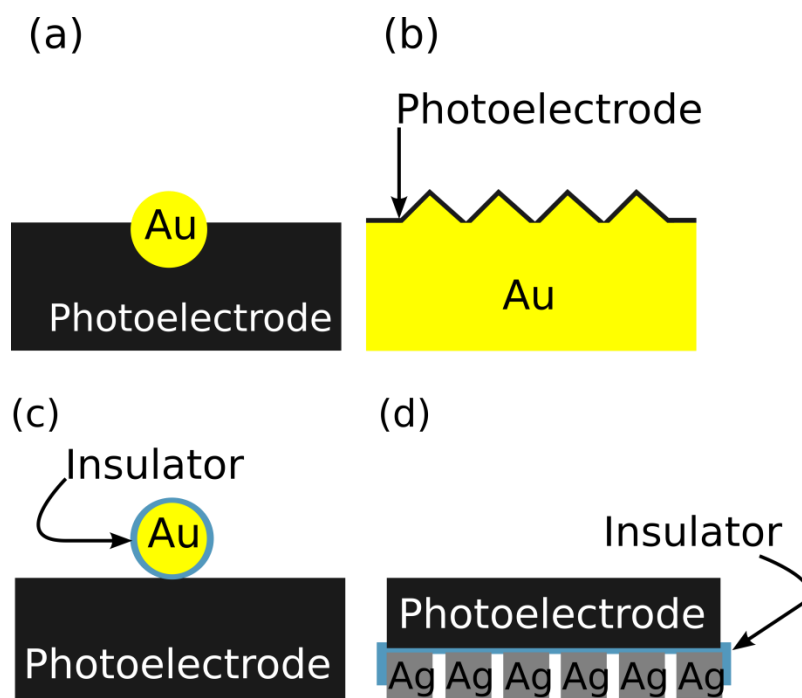 (a)
(b)
Photoelectrode
Au
Photoelectrode
Au
(c)
(d)
Insulator
Au
Insulator
Photoelectrode
Photoelectrode
Ag Ag Ag Ag Ag Ag